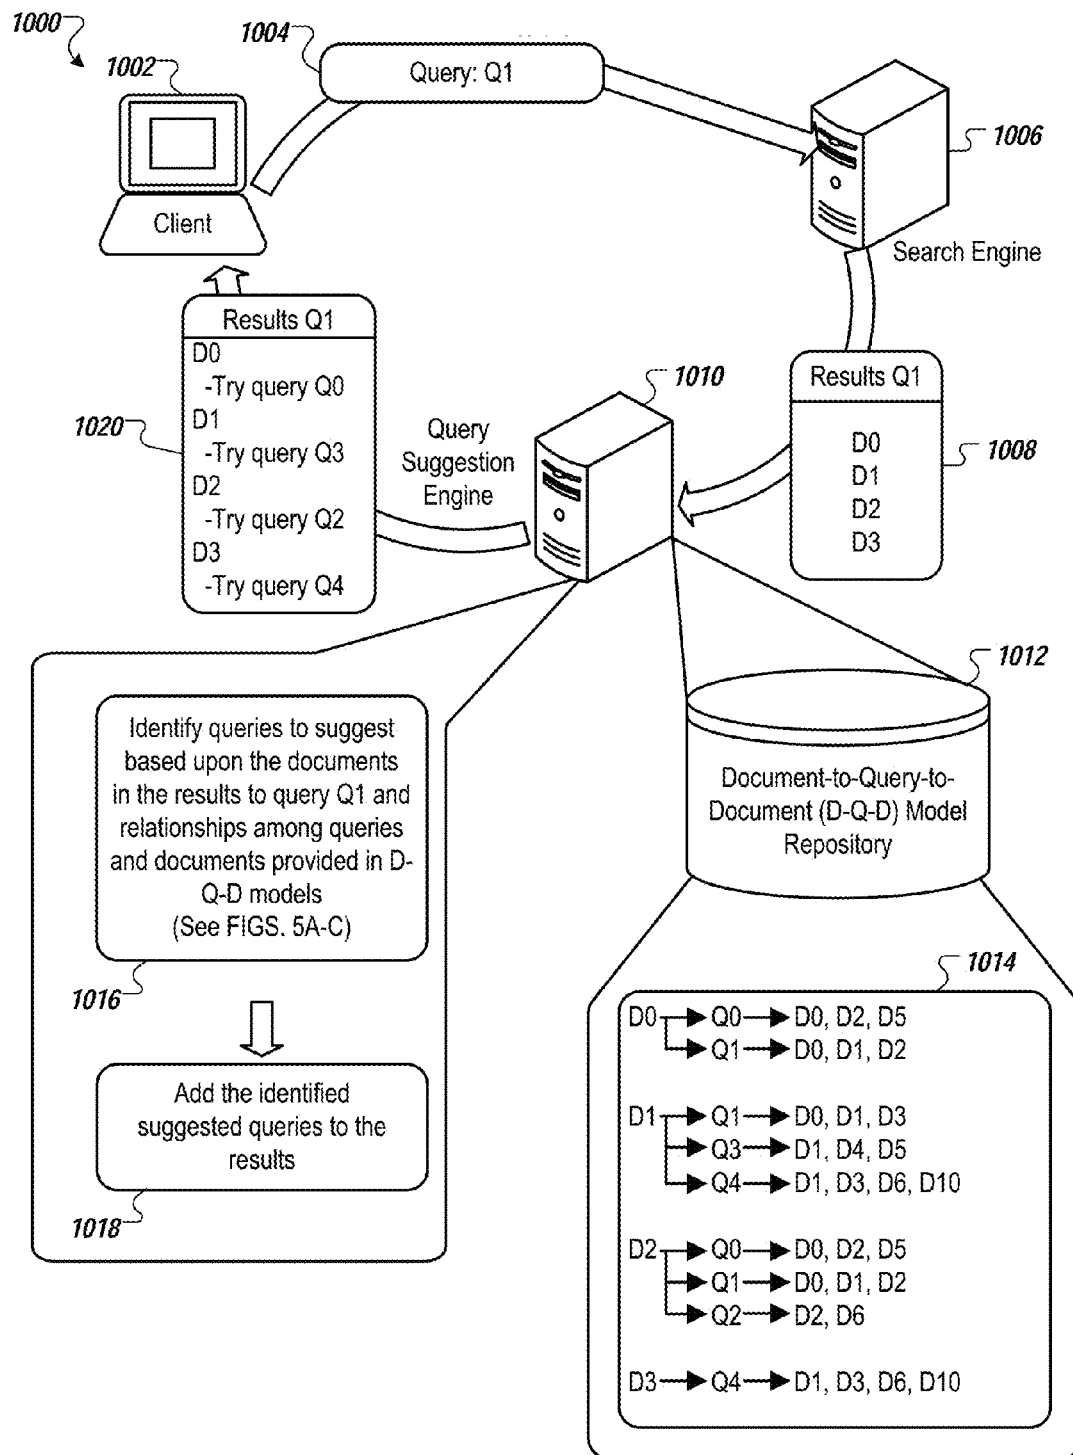 1000
1002
1004
Query: Q1
1006
Client
Search Engine
Results Q1
D0
-Try query Q0
D1
-Try query Q3
D2
-Try query Q2
D3
-Try query Q4
1020
Query
Suggestion
Engine
1010
Results Q1
D0
D1
D2
D3
1008
1012
Document-to-Query-to-
Document (D-Q-D) Model
Repository
Identify queries to suggest
based upon the documents
in the results to query Q1 and
relationships among queries
and documents provided in D-
Q-D models
(See FIGS. 5A-C)
1016
Add the identified
suggested queries to the
results
1018
1014
D0 Q0 D0, D2, D5
Q1 D0, D1, D2
D1 Q1 D0, D1, D3
Q3 D1, D4, D5
Q4 D1, D3, D6, D10
D2 Q0 D0, D2, D5
Q1 D0, D1, D2
Q2 D2, D6
D3 Q4 D1, D3, D6, D10